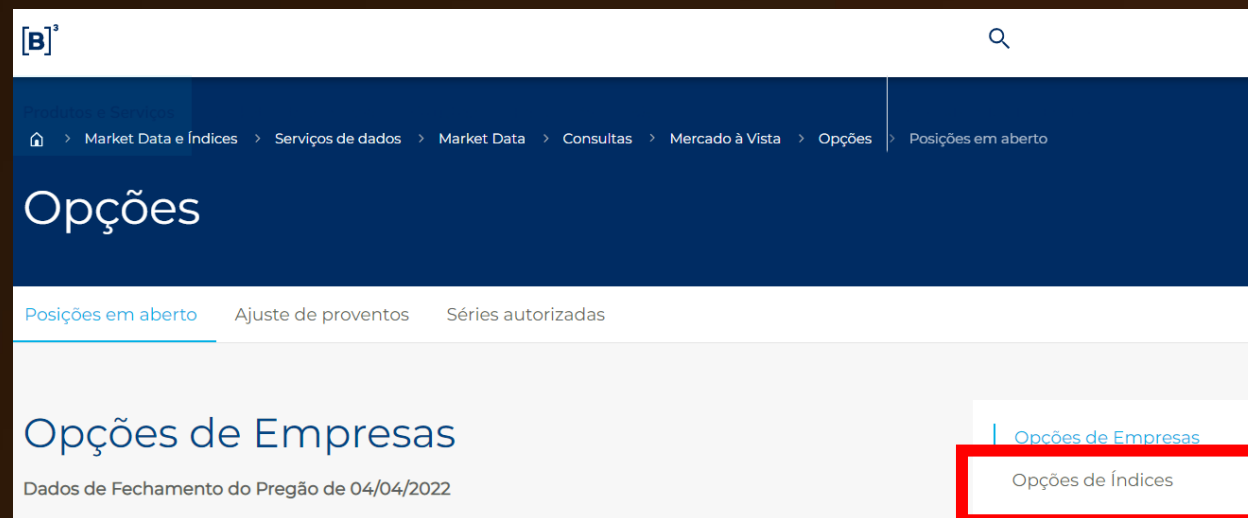 [B]³
Produtos e Serviços
Market Data e Índices > Serviços de dados > Market Data > Consultas > Mercado à Vista > Opções > Posições em aberto
Opções
Posições em aberto Ajuste de proventos Séries autorizadas
Opções de Empresas
Dados de Fechamento do Pregão de 04/04/2022
Opções de Empresas
Opções de Índices